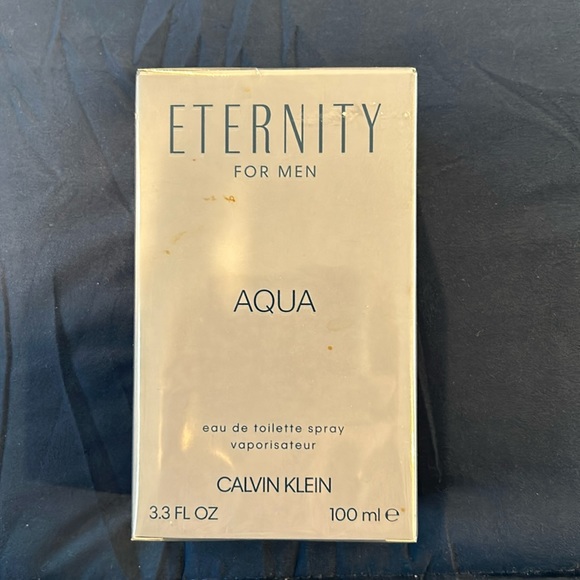 ETERNITY
FOR MEN
AQUA
eau de toilette spray
vaporisateur
CALVIN KLEIN
3.3 FL OZ 100 ml ℮